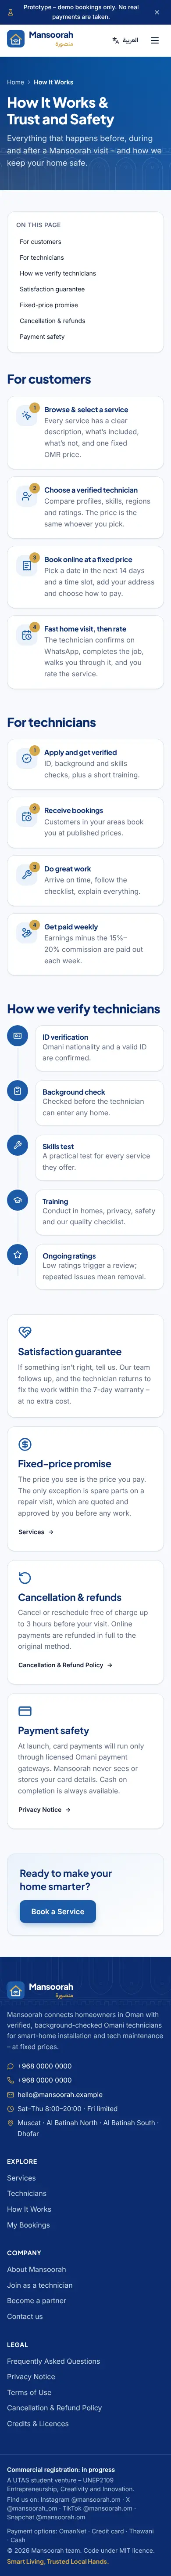 Prototype – demo bookings only. No real
payments are taken.
Mansoorah
منصورة
العربية
Home > How It Works
How It Works &
Trust and Safety
Everything that happens before, during
and after a Mansoorah visit – and how we
keep your home safe.
ON THIS PAGE
For customers
For technicians
How we verify technicians
Satisfaction guarantee
Fixed-price promise
Cancellation & refunds
Payment safety
For customers
1
Browse & select a service
Every service has a clear
description, what's included,
what's not, and one fixed
OMR price.
2
Choose a verified technician
Compare profiles, skills, regions
and ratings. The price is the
same whoever you pick.
3
Book online at a fixed price
Pick a date in the next 14 days
and a time slot, add your address
and choose how to pay.
4
Fast home visit, then rate
The technician confirms on
WhatsApp, completes the job,
walks you through it, and you
rate the service.
For technicians
1
Apply and get verified
ID, background and skills
checks, plus a short training.
2
Receive bookings
Customers in your areas book
you at published prices.
3
Do great work
Arrive on time, follow the
checklist, explain everything.
4
Get paid weekly
Earnings minus the 15%–
20% commission are paid out
each week.
How we verify technicians
ID verification
Omani nationality and a valid ID
are confirmed.
Background check
Checked before the technician
can enter any home.
Skills test
A practical test for every service
they offer.
Training
Conduct in homes, privacy, safety
and our quality checklist.
Ongoing ratings
Low ratings trigger a review;
repeated issues mean removal.
Satisfaction guarantee
If something isn't right, tell us. Our team
follows up, and the technician returns to
fix the work within the 7-day warranty –
at no extra cost.
Fixed-price promise
The price you see is the price you pay.
The only exception is spare parts on a
repair visit, which are quoted and
approved by you before any work.
Services →
Cancellation & refunds
Cancel or reschedule free of charge up
to 3 hours before your visit. Online
payments are refunded in full to the
original method.
Cancellation & Refund Policy →
Payment safety
At launch, card payments will run only
through licensed Omani payment
gateways. Mansoorah never sees or
stores your card details. Cash on
completion is always available.
Privacy Notice →
Ready to make your
home smarter?
Book a Service
Mansoorah
منصورة
Mansoorah connects homeowners in Oman with
verified, background-checked Omani technicians
for smart-home installation and tech maintenance
– at fixed prices.
+968 0000 0000
+968 0000 0000
hello@mansoorah.example
Sat–Thu 8:00–20:00 · Fri limited
Muscat · Al Batinah North · Al Batinah South ·
Dhofar
EXPLORE
Services
Technicians
How It Works
My Bookings
COMPANY
About Mansoorah
Join as a technician
Become a partner
Contact us
LEGAL
Frequently Asked Questions
Privacy Notice
Terms of Use
Cancellation & Refund Policy
Credits & Licences
Commercial registration: in progress
A UTAS student venture – UNEP2109
Entrepreneurship, Creativity and Innovation.
Find us on: Instagram @mansoorah.om · X
@mansoorah_om · TikTok @mansoorah.om ·
Snapchat @mansoorah.om
Payment options: OmanNet · Credit card · Thawani
· Cash
© 2026 Mansoorah team. Code under MIT licence.
Smart Living, Trusted Local Hands.